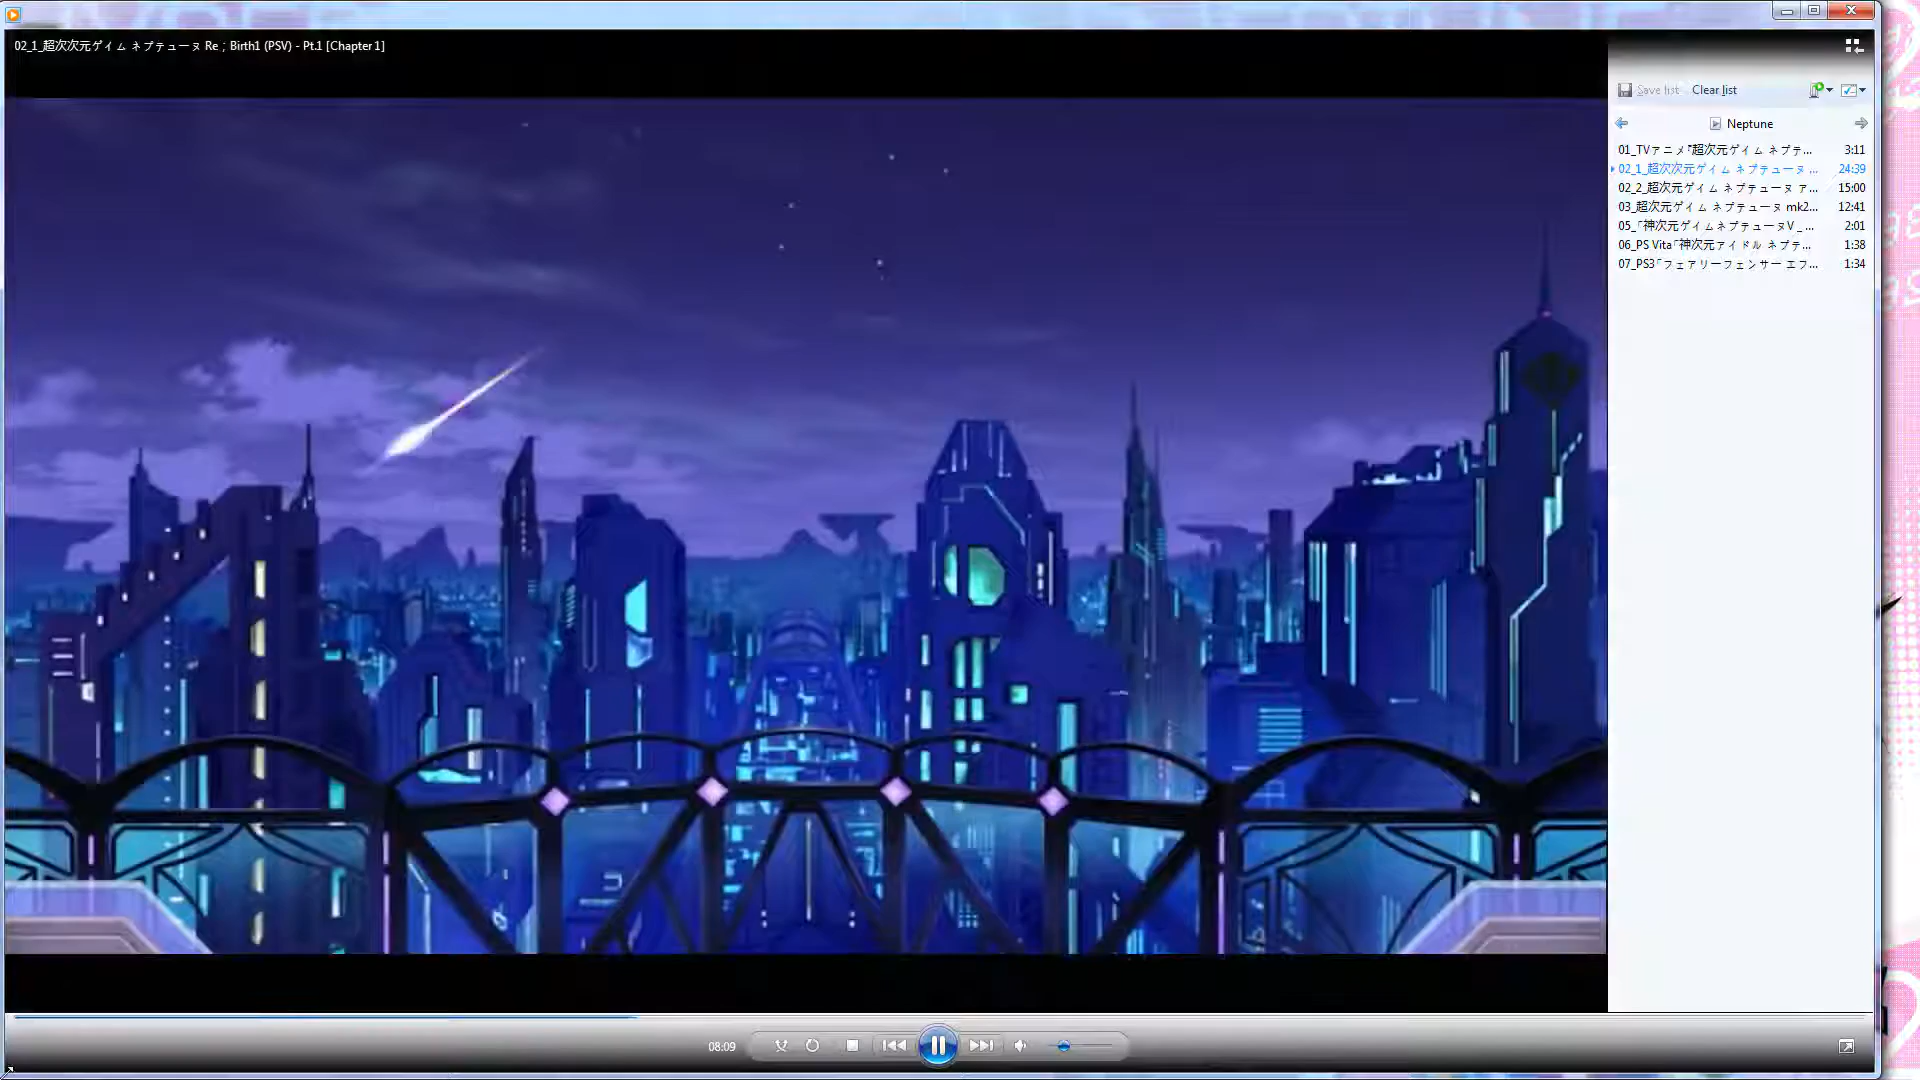 02_1_超次次元ゲイム ネプテューヌ Re ; Birth1 (PSV) - Pt.1 [Chapter 1]
Save list Clear list
Neptune
01_TVアニメ『超次元ゲイム ネプテ... 3:11
02_1_超次次元ゲイム ネプテューヌ ... 24:39
02_2_超次元ゲイム ネプテューヌ ァ... 15:00
03_超次元ゲイム ネプテューヌ mk2... 12:41
05_「神次元ゲイムネプテューヌV _ ... 2:01
06_PS Vita「神次元アイドル ネプテ... 1:38
07_PS3「フェアリーフェンサー エフ... 1:34
08:09